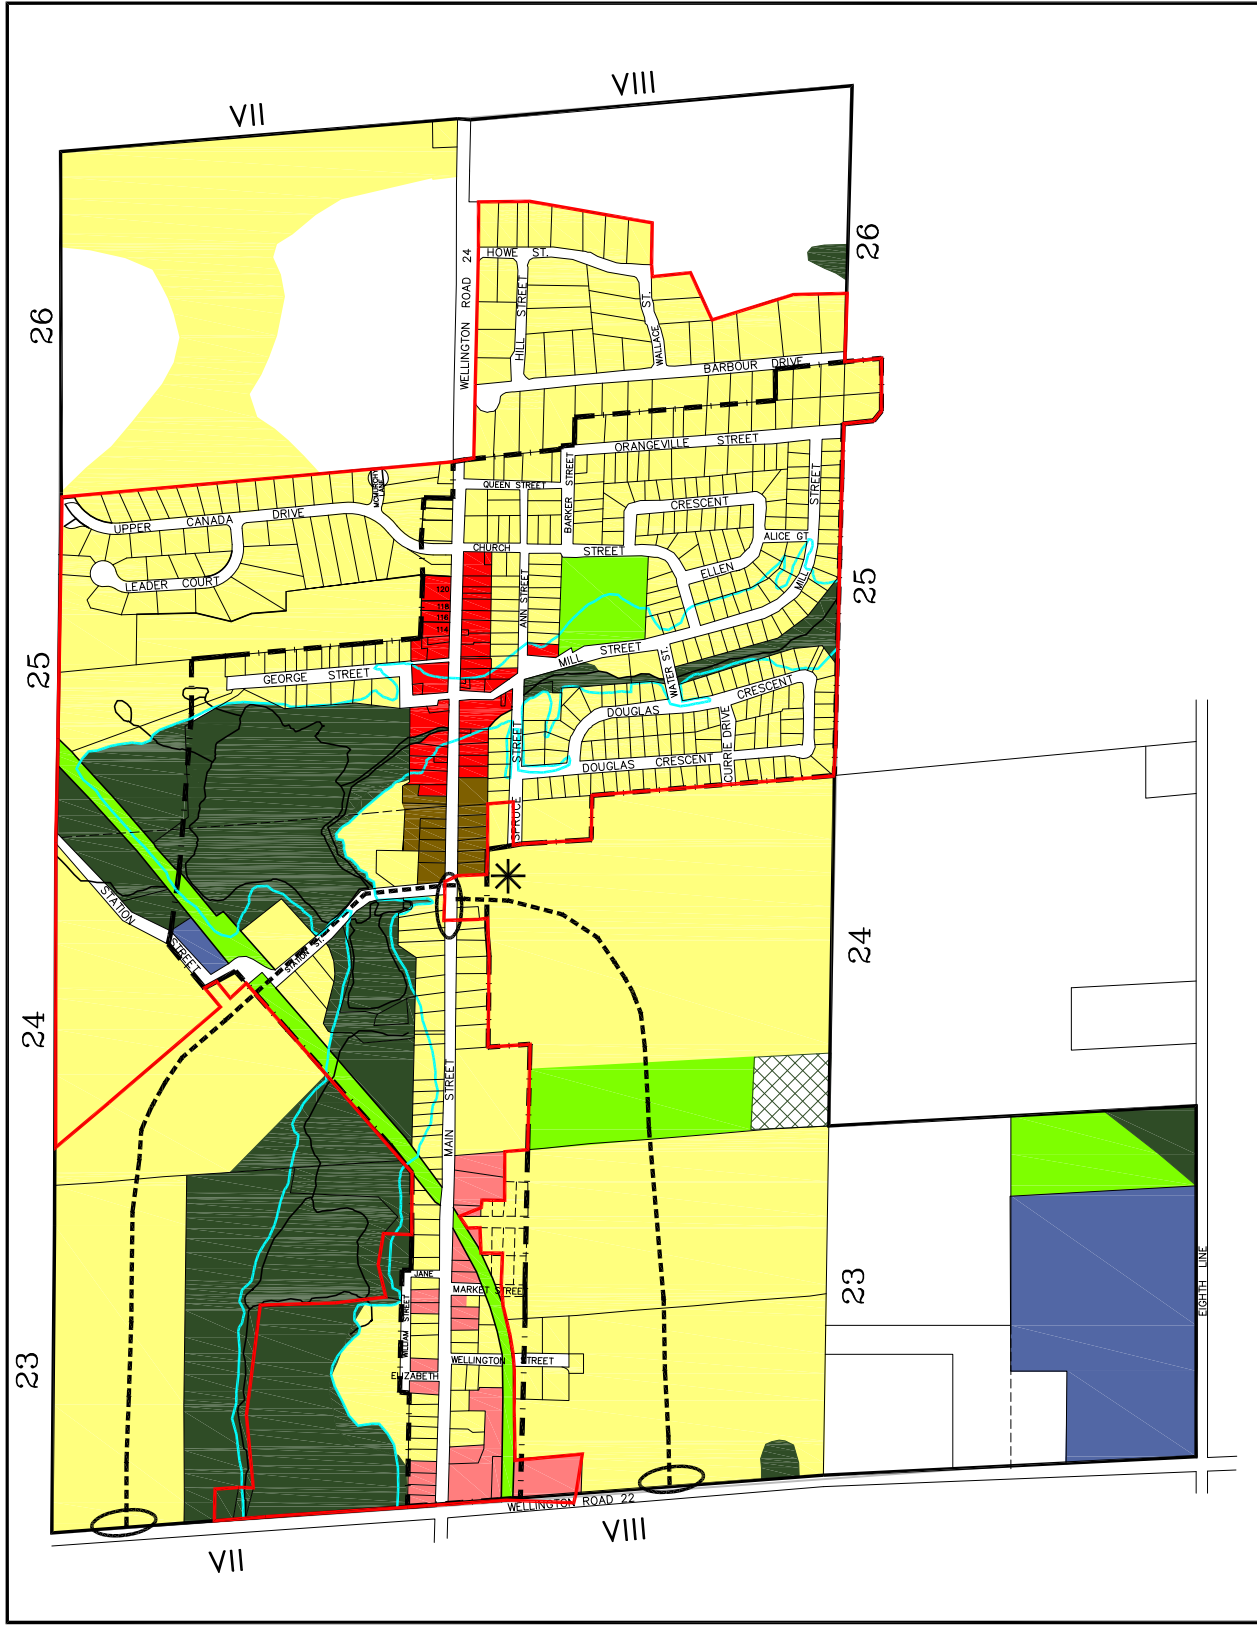 VIII
VII
26
HOWE ST.
WELLINGTON ROAD 24
HILL STREET
WALLACE ST.
26
BARBOUR DRIVE
ORANGEVILLE STREET
MCMURCHY LANE
QUEEN STREET
BARKER STREET
CRESCENT
STREET
UPPER CANADA DRIVE
CHURCH STREET
ALICE GT
ELLEN
MILL
LEADER COURT
ANN STREET
120
118
116
114
25
25
MILL STREET
WATER ST.
GEORGE STREET
CRESCENT
DOUGLAS
CURRIE DRIVE
STREET
DOUGLAS CRESCENT
SPRUCE
STATION
STREET
STATION ST.
24
24
MAIN STREET
JANE
MARKET STREET
WILLIAM STREET
WELLINGTON STREET
ELIZABETH
23
23
EIGHTH LINE
WELLINGTON ROAD 22
VII
VIII